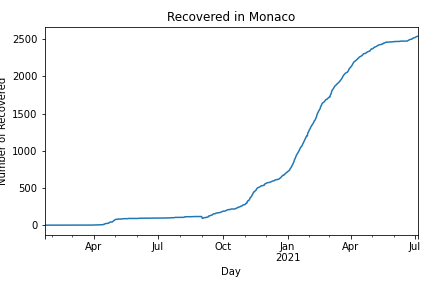 Recovered in Monaco
Number of Recovered
2500
2000
1500
1000
500
0
Apr
Jul
Oct
Jan
2021
Apr
Jul
Day